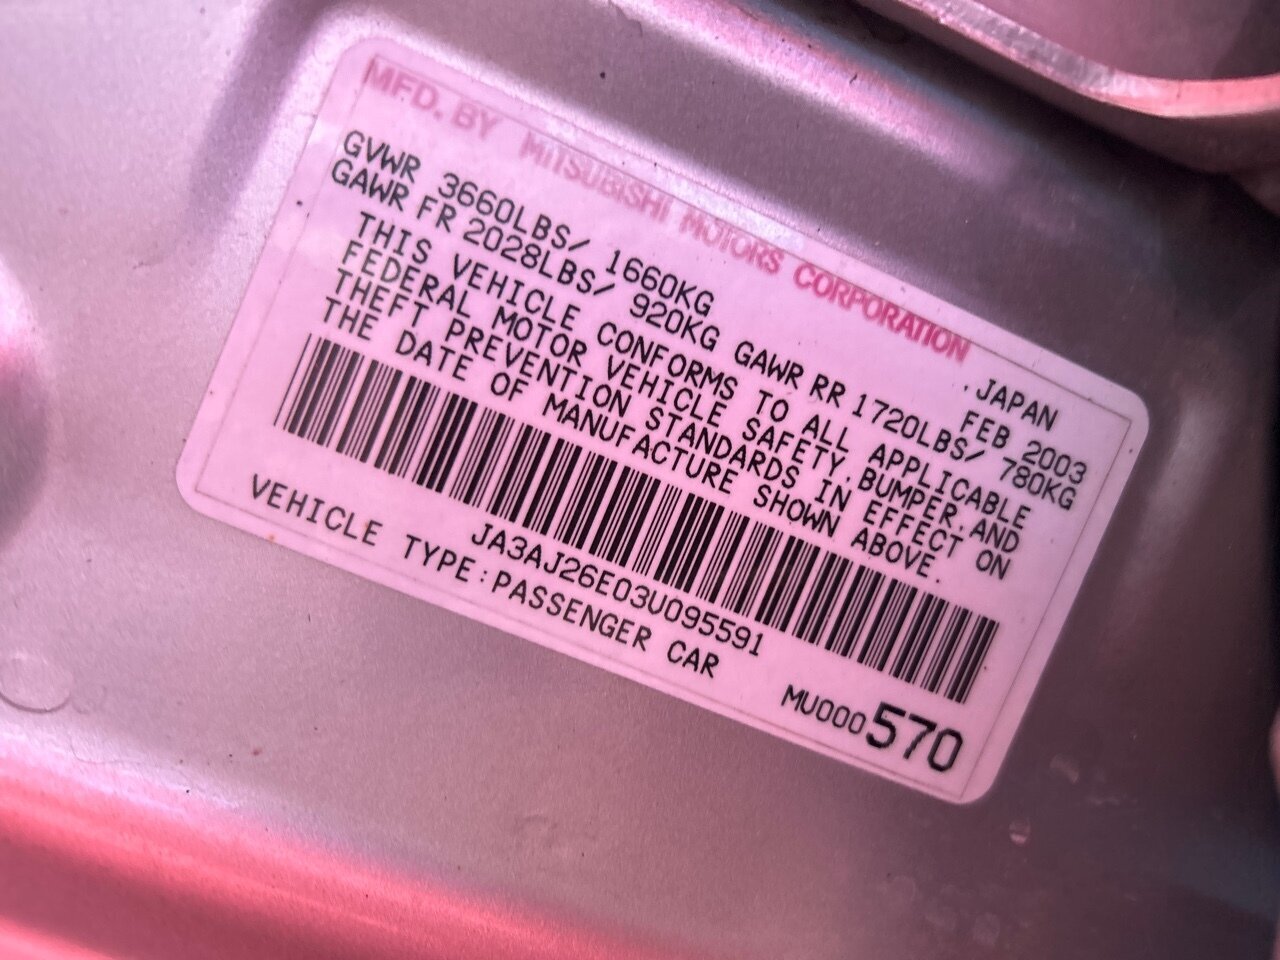 MFD. BY MITSUBISHI MOTORS CORPORATION
.JAPAN
GVWR 3660LBS/ 1660KG FEB 2003
GAWR FR 2028LBS/ 920KG GAWR RR 1720LBS/ 780KG
THIS VEHICLE CONFORMS TO ALL APPLICABLE
FEDERAL MOTOR VEHICLE SAFETY,BUMPER,AND
THEFT PREVENTION STANDARDS IN EFFECT ON
THE DATE OF MANUFACTURE SHOWN ABOVE.
JA3AJ26E03U095591
VEHICLE TYPE:PASSENGER CAR
MU000570